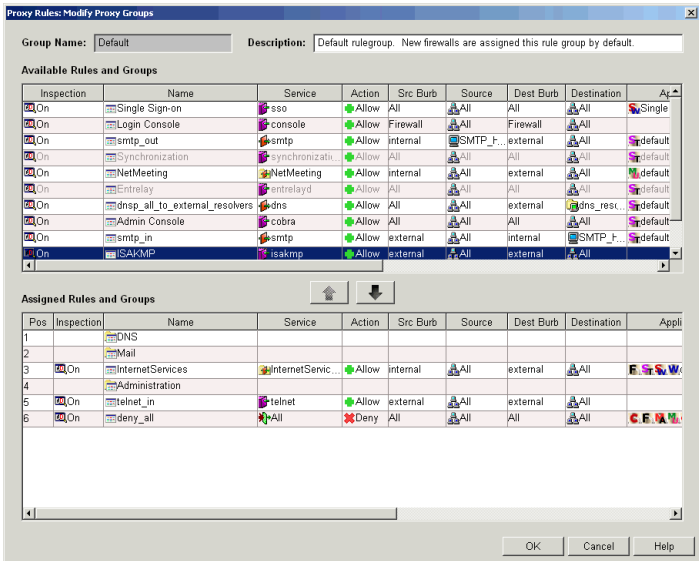 Proxy Rules: Modify Proxy Groups
Group Name: Default Description: Default rulegroup. New firewalls are assigned this rule group by default.
Available Rules and Groups
Inspection Name Service Action Src Burb Source Dest Burb Destination Ap
On Single Sign-on sso Allow All All All All Single
On Login Console console Allow Firewall All Firewall All
On smtp_out smtp Allow internal SMTP_H... external All default
On Synchronization synchronizatic... Allow All All All All default
On NetMeeting NetMeeting Allow internal All external All default
On Entrelay entrelayd Allow All All All All default
On dnsp_all_to_external_resolvers dns Allow All All external dns_resc... default
On Admin Console cobra Allow All All All All default
On smtp_in smtp Allow external All internal SMTP_H... default
On ISAKMP isakmp Allow external All external All
Assigned Rules and Groups
Pos Inspection Name Service Action Src Burb Source Dest Burb Destination Appli
1 DNS
2 Mail
3 On InternetServices InternetServic... Allow internal All external All
4 Administration
5 On telnet_in telnet Allow external All external All
6 On deny_all All Deny All All All All
OK Cancel Help